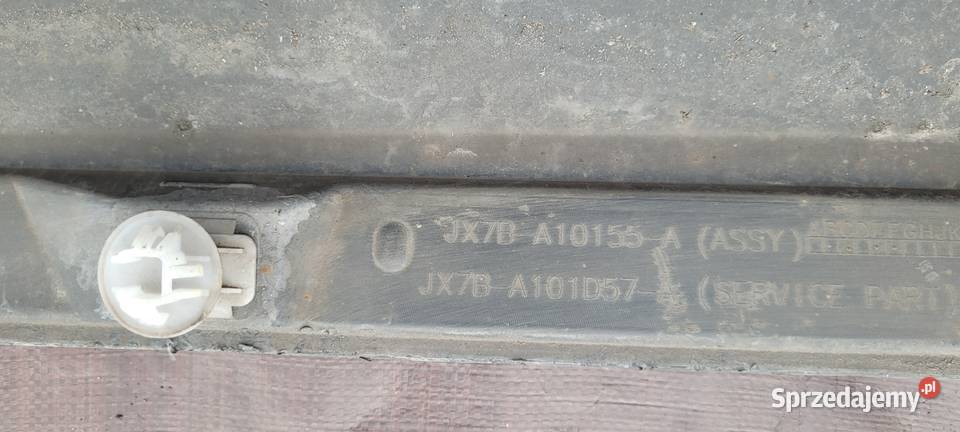 JX7B-A10155-A (ASSY)
JX7B-A101D57- (SERVICE PART)
Sprzedajemy .pl